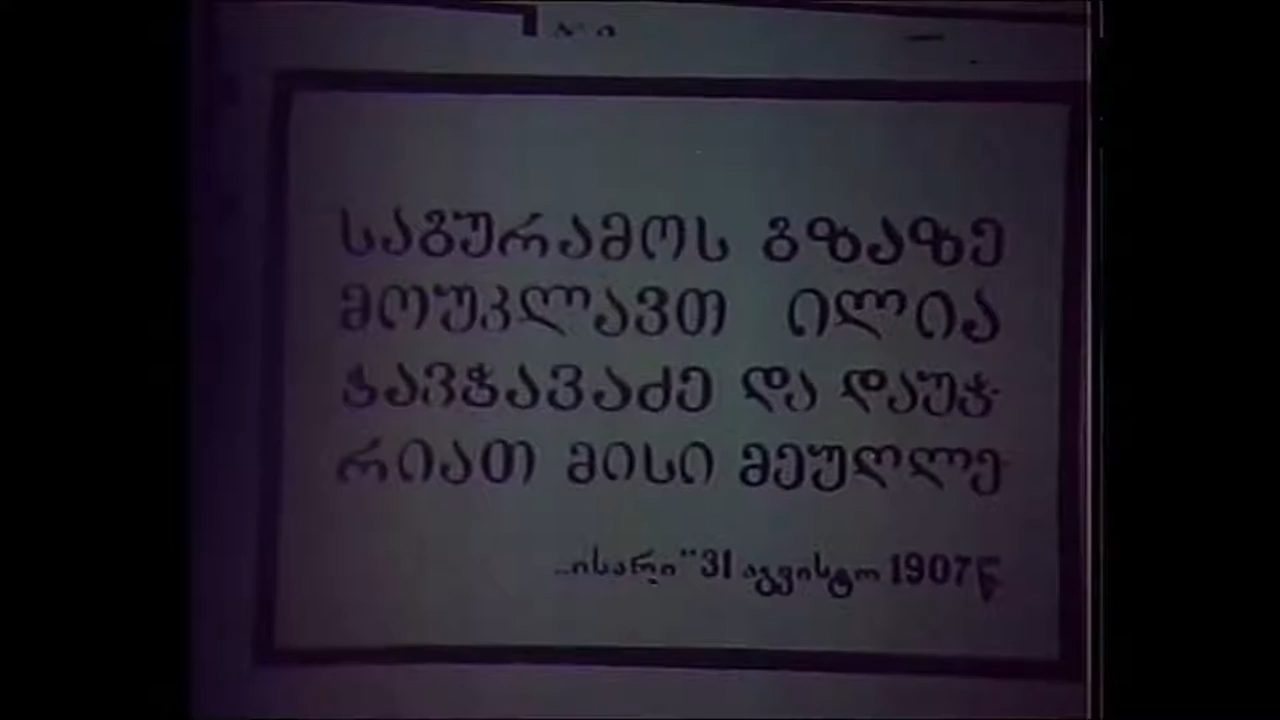 საგურამოს გზაზე
მოუკლავთ ილია
ჭავჭავაძე და დაუჭ-
რიათ მისი მეუღლე
„ისარი“ 31 აგვისტო 1907 წ